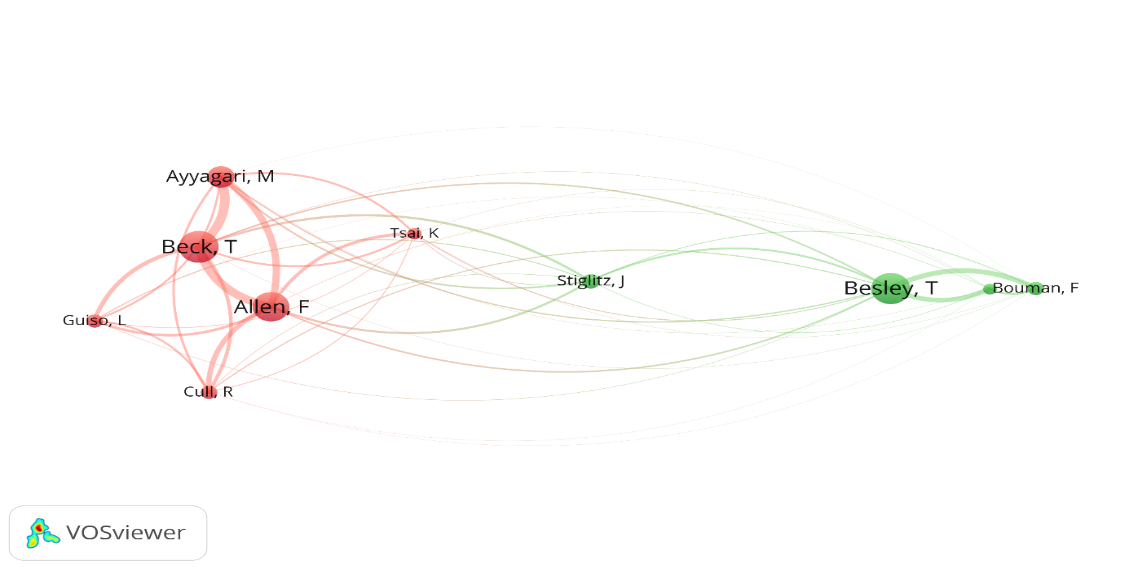 Ayyagari, M
Tsai, K
Beck, T
Stiglitz, J
Besley, T
Bouman, F
Allen, F
Guiso, L
Cull, R
VOSviewer